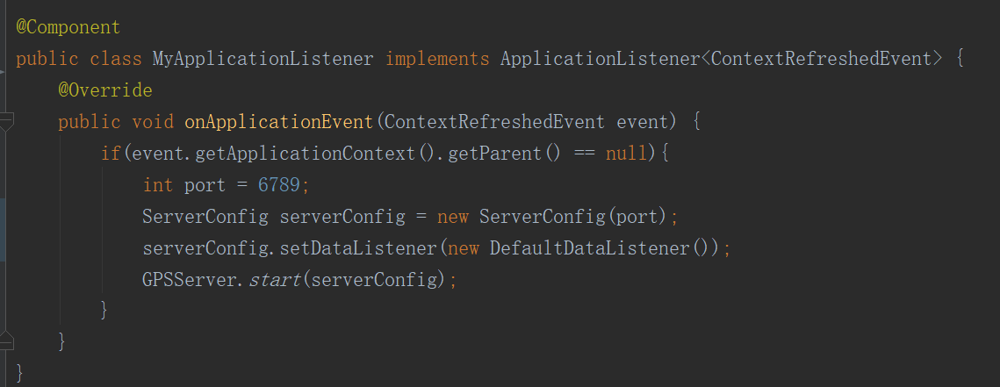 @Component
public class MyApplicationListener implements ApplicationListener<ContextRefreshedEvent> {
@Override
public void onApplicationEvent(ContextRefreshedEvent event) {
if(event.getApplicationContext().getParent() == null){
int port = 6789;
ServerConfig serverConfig = new ServerConfig(port);
serverConfig.setDataListener(new DefaultDataListener());
GPSServer.start(serverConfig);
}
}
}